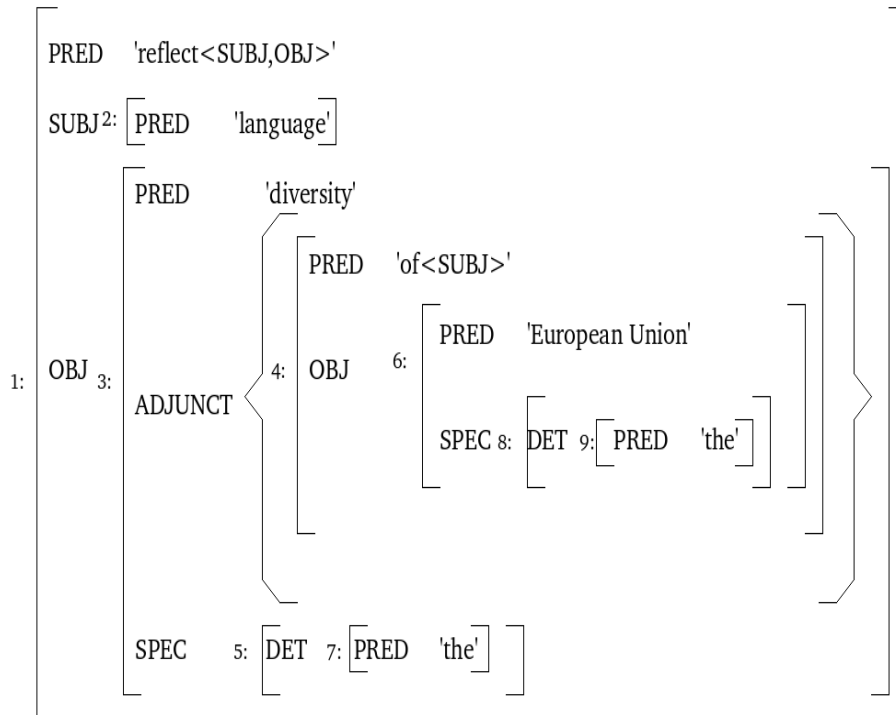 PRED 'reflect<SUBJ,OBJ>'
SUBJ 2: PRED 'language'
PRED 'diversity'
PRED 'of<SUBJ>'
PRED 'European Union'
1: OBJ 3: 4: OBJ 6:
ADJUNCT
SPEC 8: DET 9: PRED 'the'
SPEC 5: DET 7: PRED 'the'